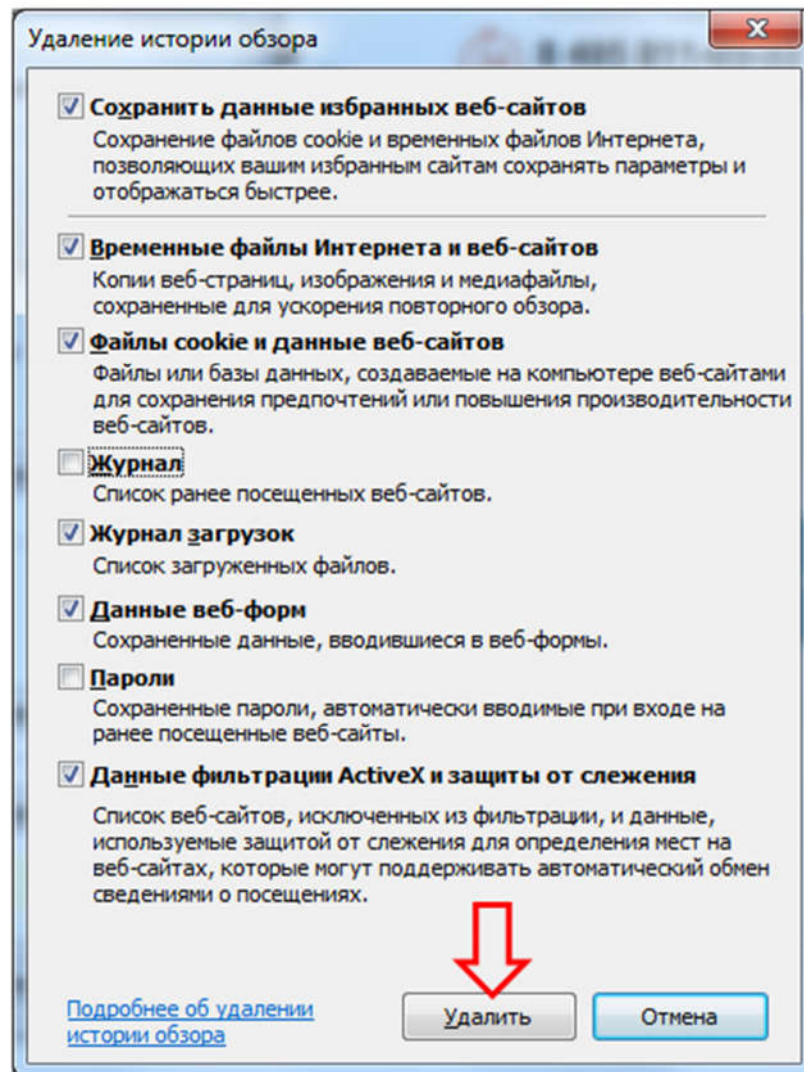 Удаление истории обзора
Сохранить данные избранных веб-сайтов
Сохранение файлов cookie и временных файлов Интернета,
позволяющих вашим избранным сайтам сохранять параметры и
отображаться быстрее.
Временные файлы Интернета и веб-сайтов
Копии веб-страниц, изображения и медиафайлы,
сохраненные для ускорения повторного обзора.
Файлы cookie и данные веб-сайтов
Файлы или базы данных, создаваемые на компьютере веб-сайтами
для сохранения предпочтений или повышения производительности
веб-сайтов.
Журнал
Список ранее посещенных веб-сайтов.
Журнал загрузок
Список загруженных файлов.
Данные веб-форм
Сохраненные данные, вводившиеся в веб-формы.
Пароли
Сохраненные пароли, автоматически вводимые при входе на
ранее посещенные веб-сайты.
Данные фильтрации ActiveX и защиты от слежения
Список веб-сайтов, исключенных из фильтрации, и данные,
используемые защитой от слежения для определения мест на
веб-сайтах, которые могут поддерживать автоматический обмен
сведениями о посещениях.
Подробнее об удалении
истории обзора
Удалить
Отмена